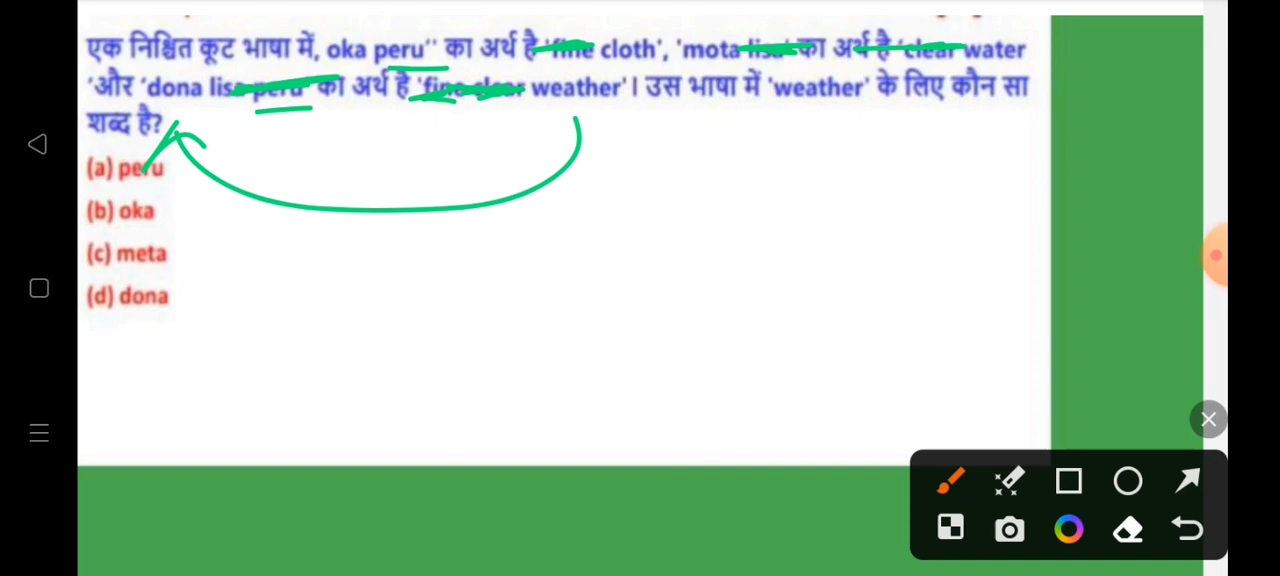 एक निश्चित कूट भाषा में, oka peru'' का अर्थ है 'fine cloth', 'mota lisa' का अर्थ है 'clear water
'और 'dona lisa peru' का अर्थ है 'fine clear weather'। उस भाषा में 'weather' के लिए कौन सा
शब्द है?
(a) peru
(b) oka
(c) meta
(d) dona